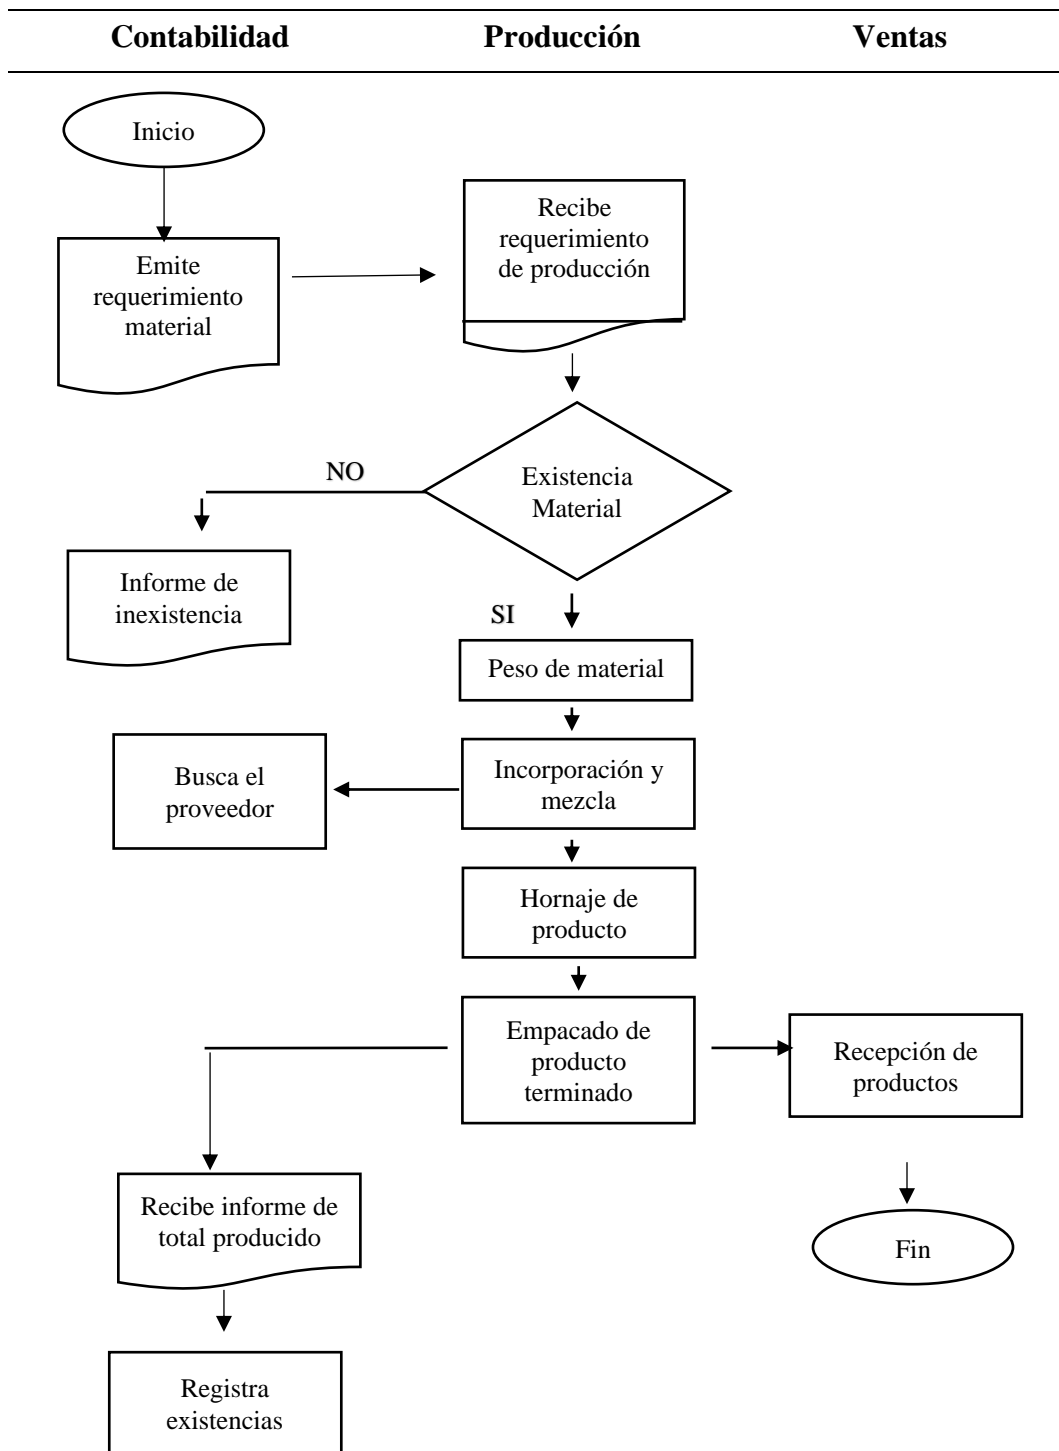 Contabilidad Producción Ventas
Inicio
Recibe
requerimiento
de producción
Emite
requerimiento
material
Existencia
Material
NO
Informe de
inexistencia
SI
Peso de material
Incorporación y
mezcla
Busca el
proveedor
Hornaje de
producto
Empacado de
producto
terminado
Recepción de
productos
Recibe informe de
total producido
Fin
Registra
existencias